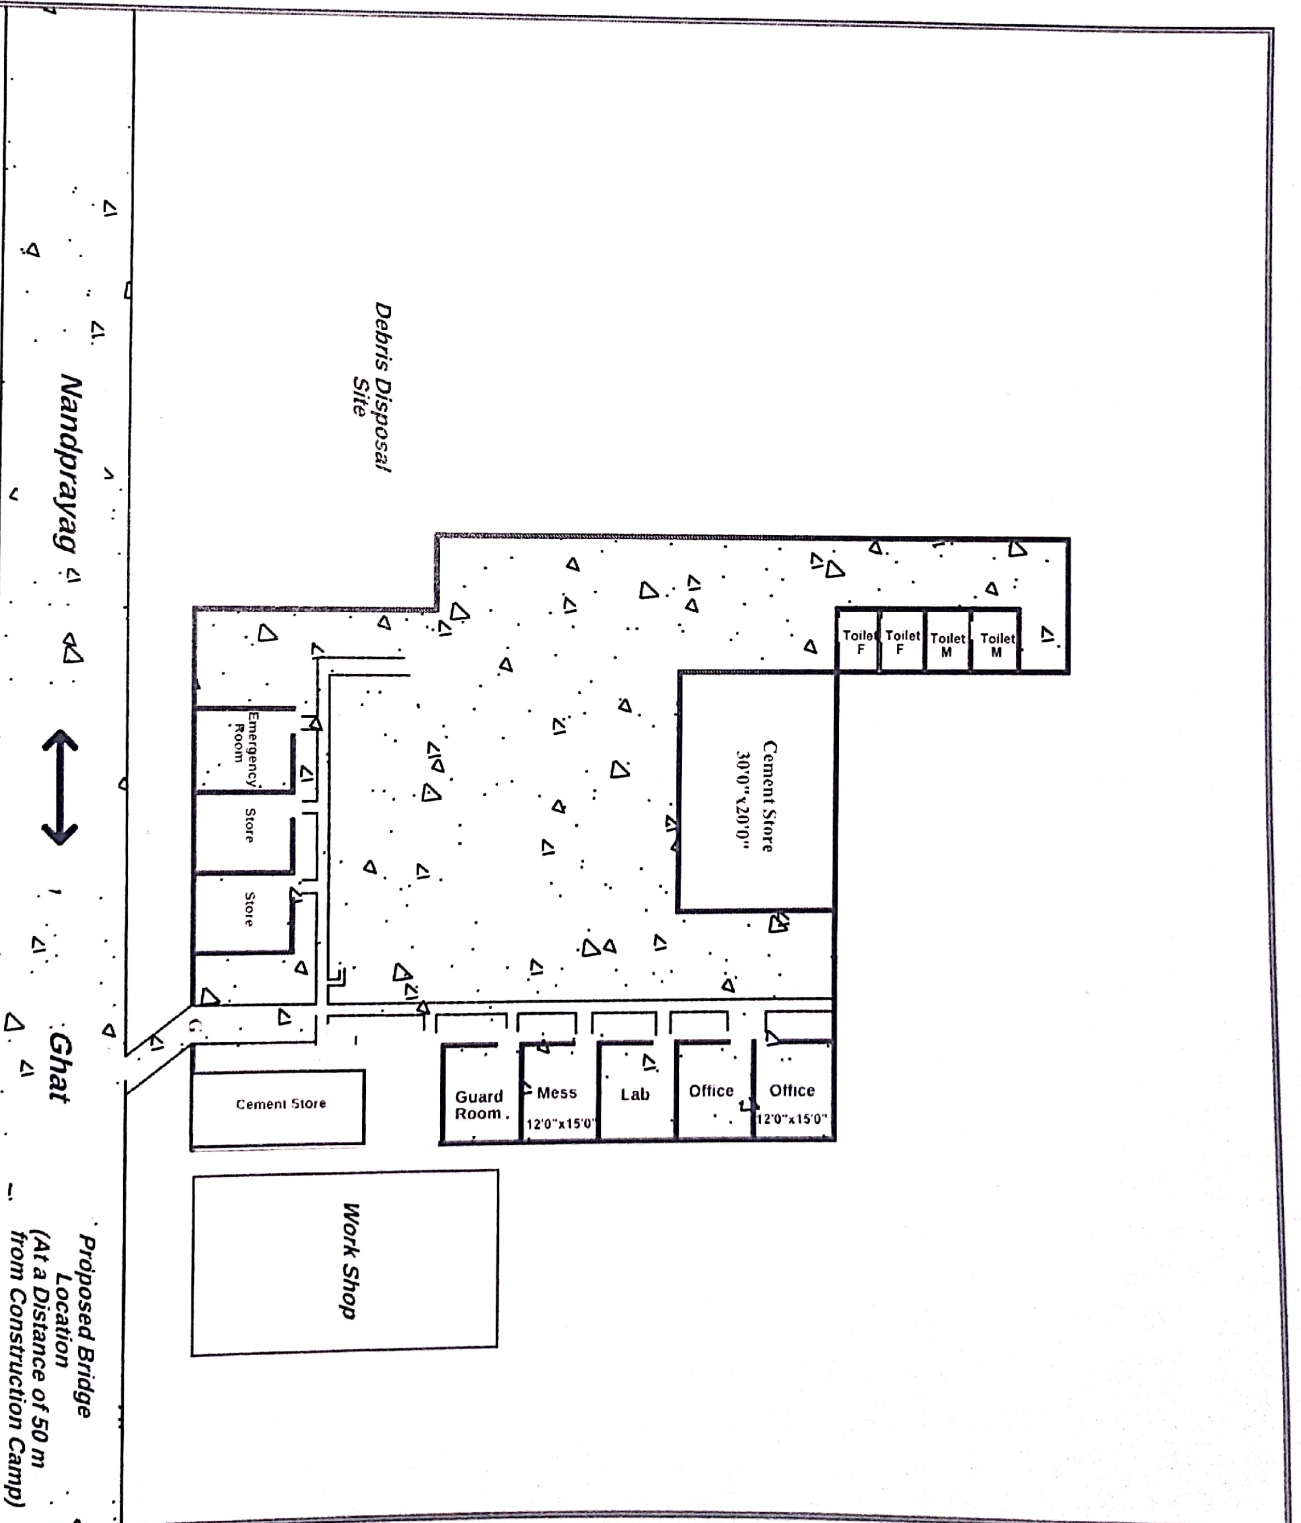 Debris Disposal
Site
Nandprayag
Ghat
Proposed Bridge
Location
(At a Distance of 50 m
from Construction Camp)
Toilet
F
Toilet
F
Toilet
M
Toilet
M
Cement Store
30'0"x20'0"
Emergency
Room
Store
Store
G
Cement Store
Guard
Room
Mess
12'0"x15'0"
Lab
Office
Office
12'0"x15'0"
Work Shop